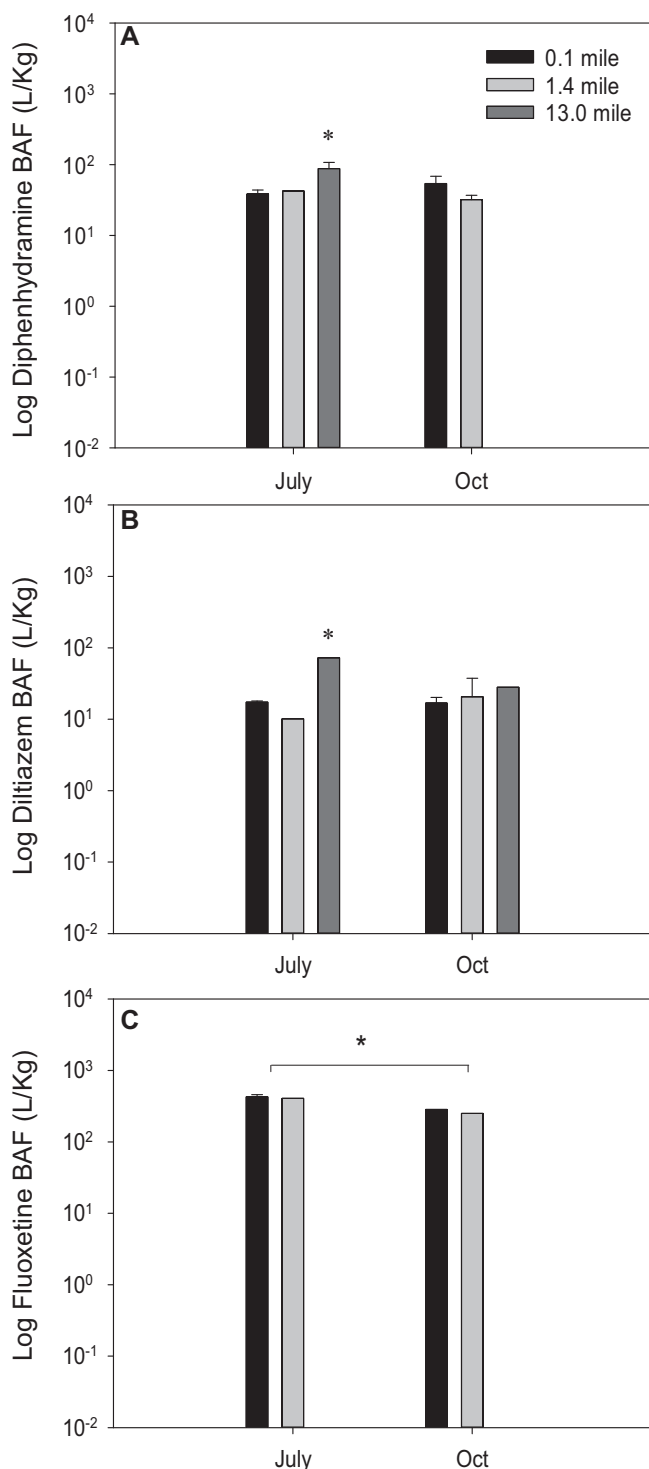 A
0.1 mile
1.4 mile
13.0 mile
Log Diphenhydramine BAF (L/Kg)
10⁴
10³
10²
10¹
10⁰
10⁻¹
10⁻²
*
July Oct
B
Log Diltiazem BAF (L/Kg)
10⁴
10³
10²
10¹
10⁰
10⁻¹
10⁻²
*
July Oct
C
Log Fluoxetine BAF (L/Kg)
10⁴
10³
10²
10¹
10⁰
10⁻¹
10⁻²
*
July Oct